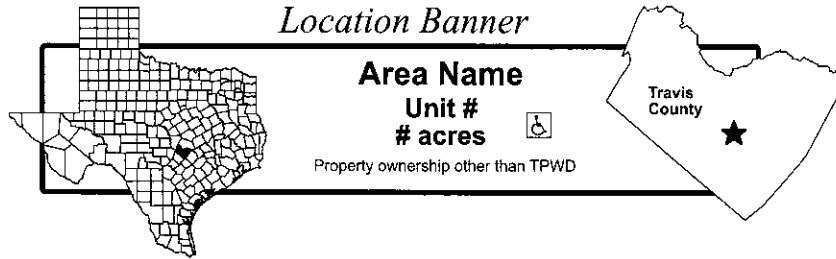 Location Banner
Area Name
Unit #
# acres
Property ownership other than TPWD
Travis
County